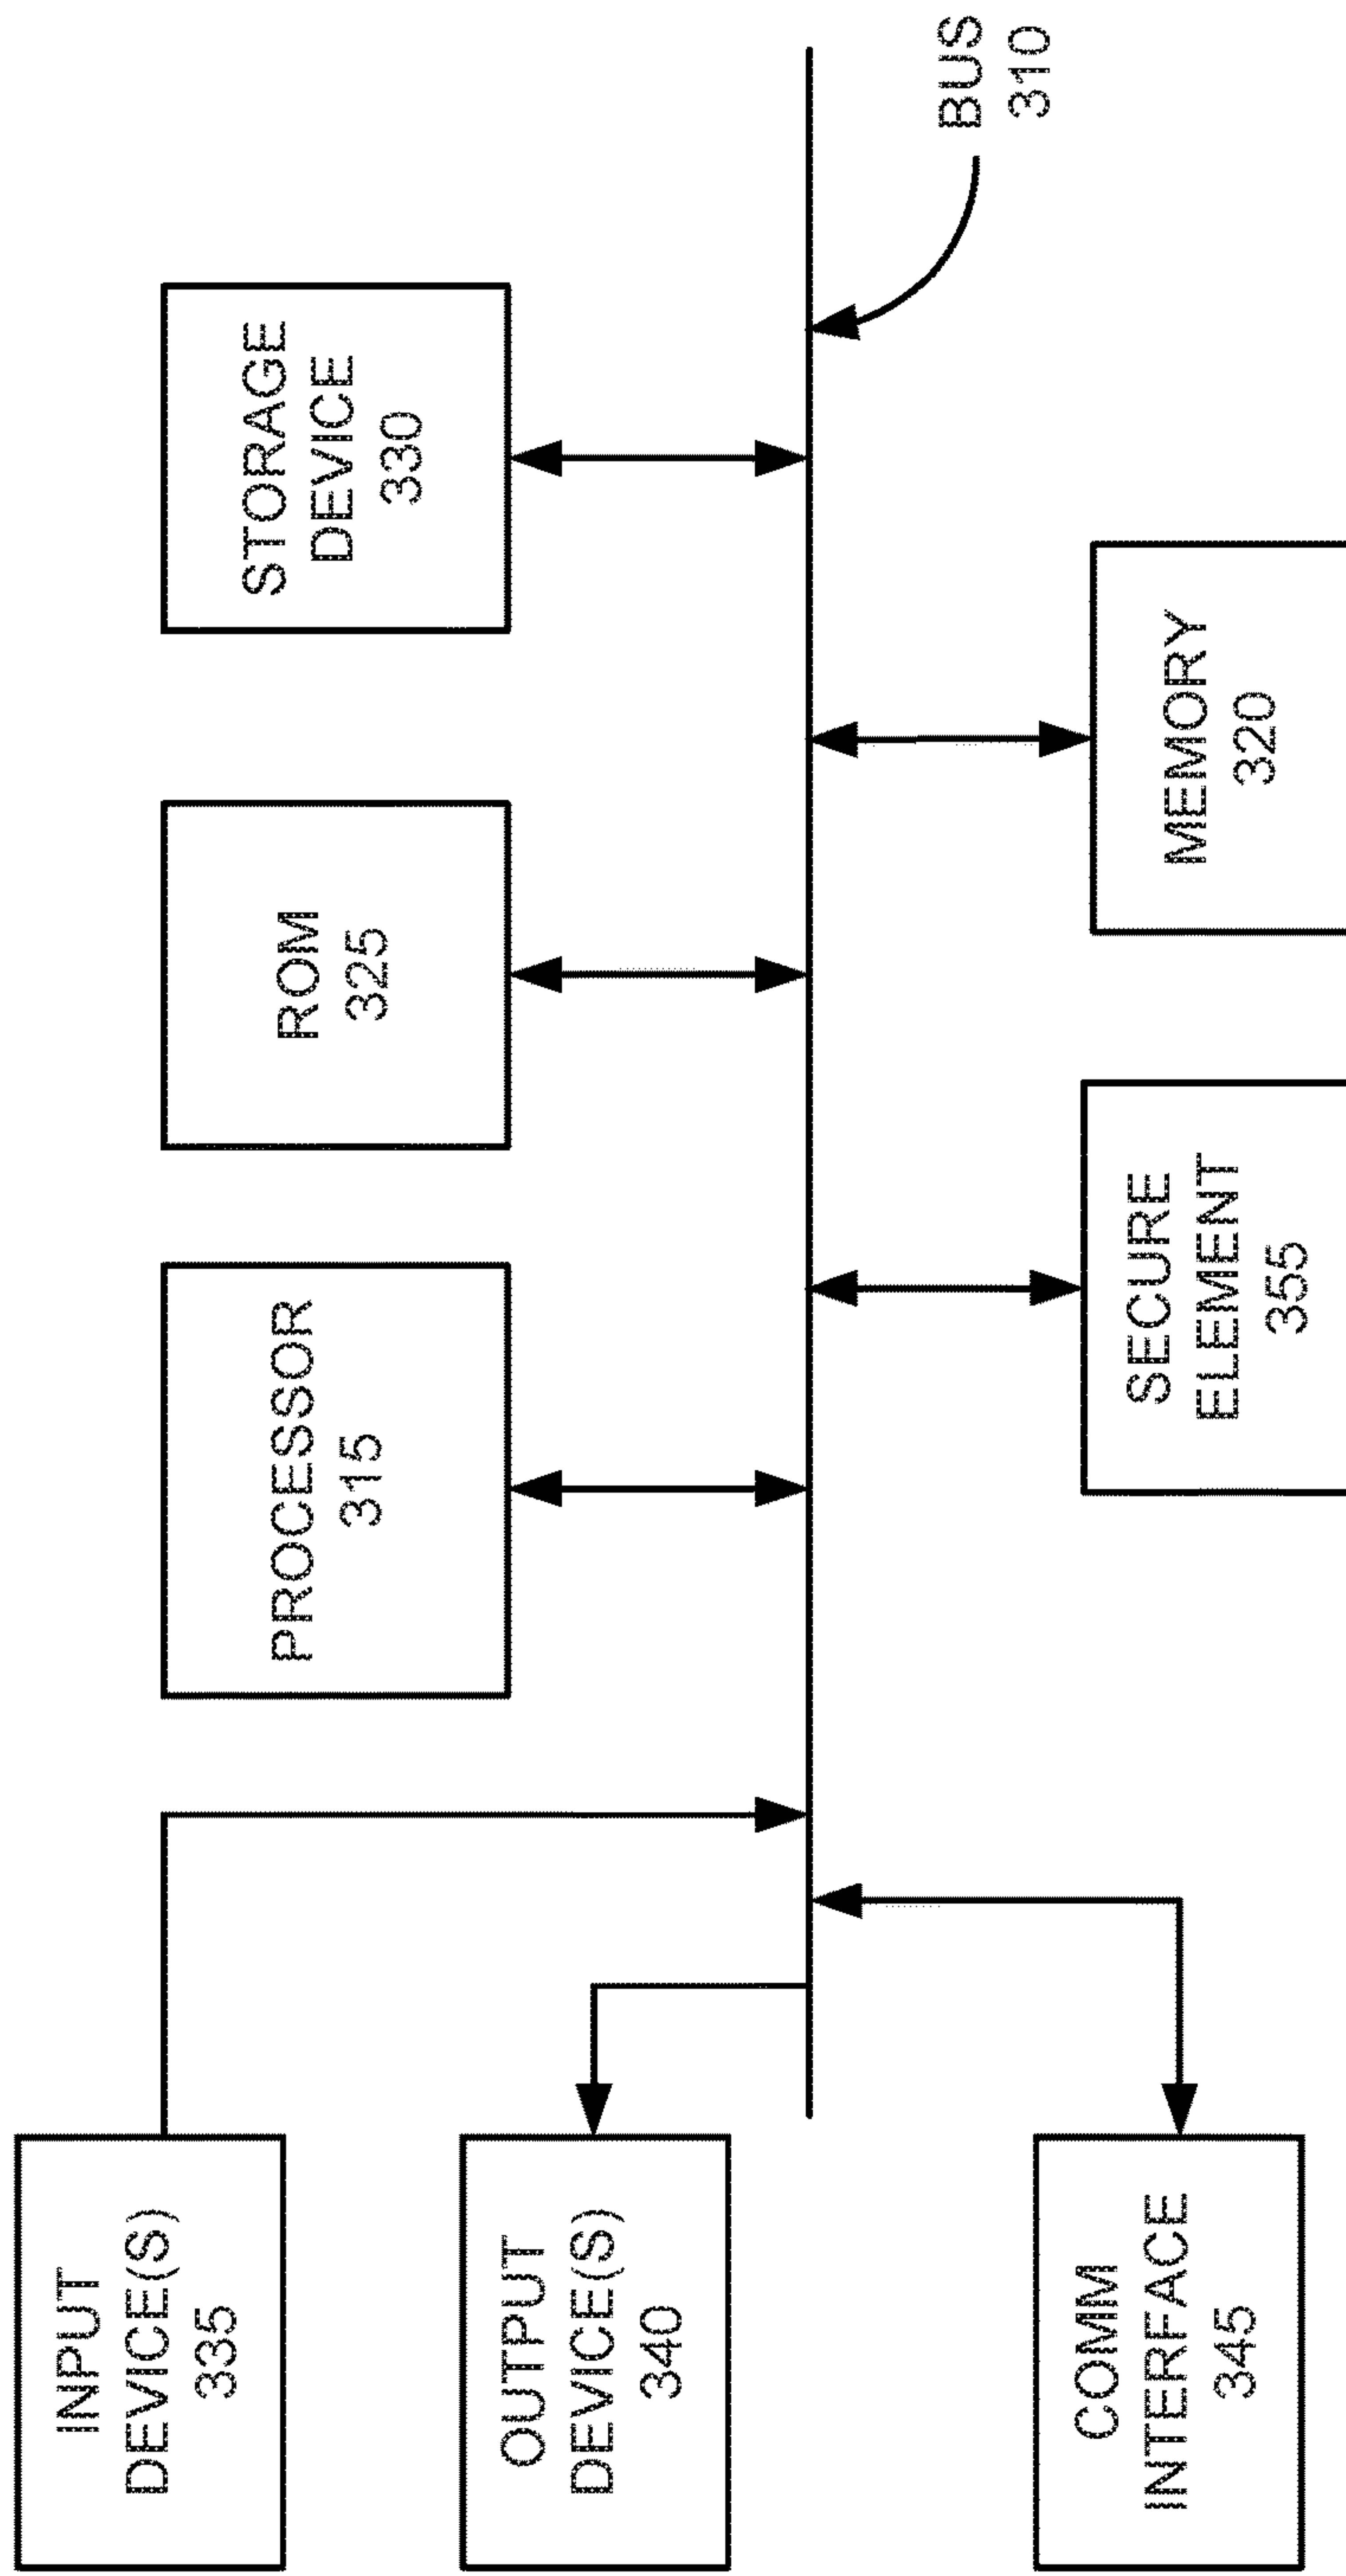 INPUT
DEVICE(S)
335
OUTPUT
DEVICE(S)
340
COMM
INTERFACE
345
PROCESSOR
315
ROM
325
STORAGE
DEVICE
330
SECURE
ELEMENT
355
MEMORY
320
BUS
310